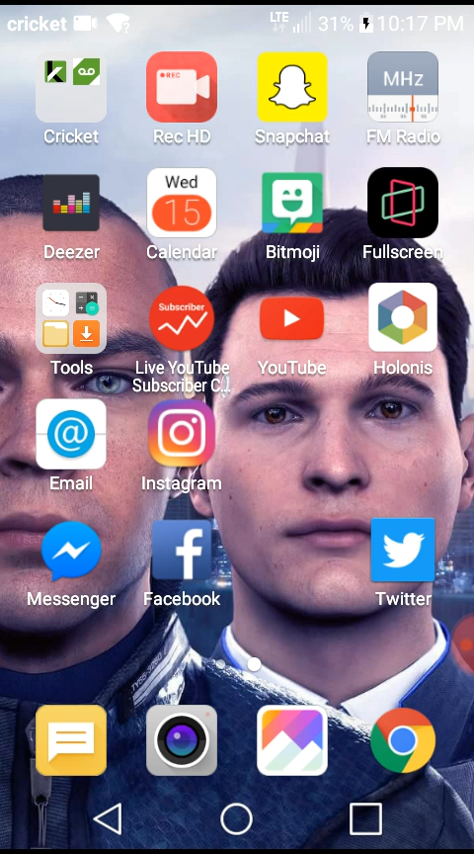 cricket
LTE 31% 10:17 PM
REC
MHz
Cricket
Rec HD
Snapchat
FM Radio
Wed
15
Deezer
Calendar
Bitmoji
Fullscreen
Subscriber
Tools
Live YouTube
Subscriber C...
YouTube
Holonis
@
Email
Instagram
f
Messenger
Facebook
Twitter